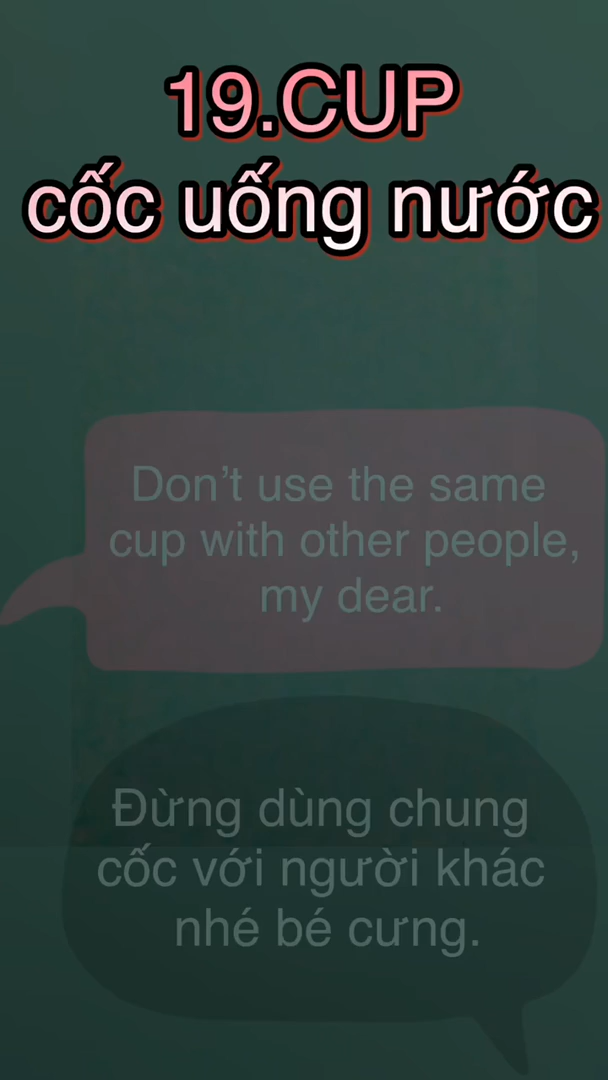 19.CUP
cốc uống nước
Don’t use the same
cup with other people,
my dear.
Đừng dùng chung
cốc với người khác
nhé bé cưng.